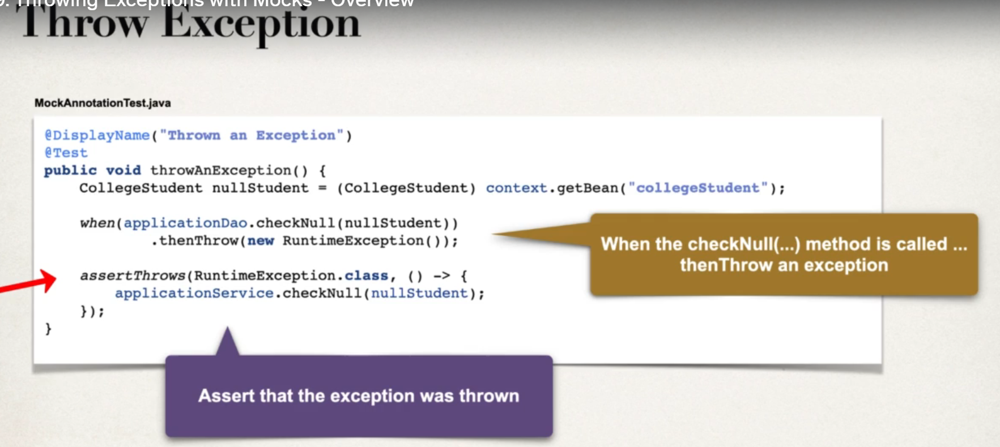 9. Throwing Exceptions with Mocks - Overview
Throw Exception
MockAnnotationTest.java
@DisplayName("Thrown an Exception")
@Test
public void throwAnException() {
CollegeStudent nullStudent = (CollegeStudent) context.getBean("collegeStudent");
when(applicationDao.checkNull(nullStudent))
.thenThrow(new RuntimeException());
assertThrows(RuntimeException.class, () -> {
applicationService.checkNull(nullStudent);
});
}
When the checkNull(...) method is called ...
thenThrow an exception
Assert that the exception was thrown